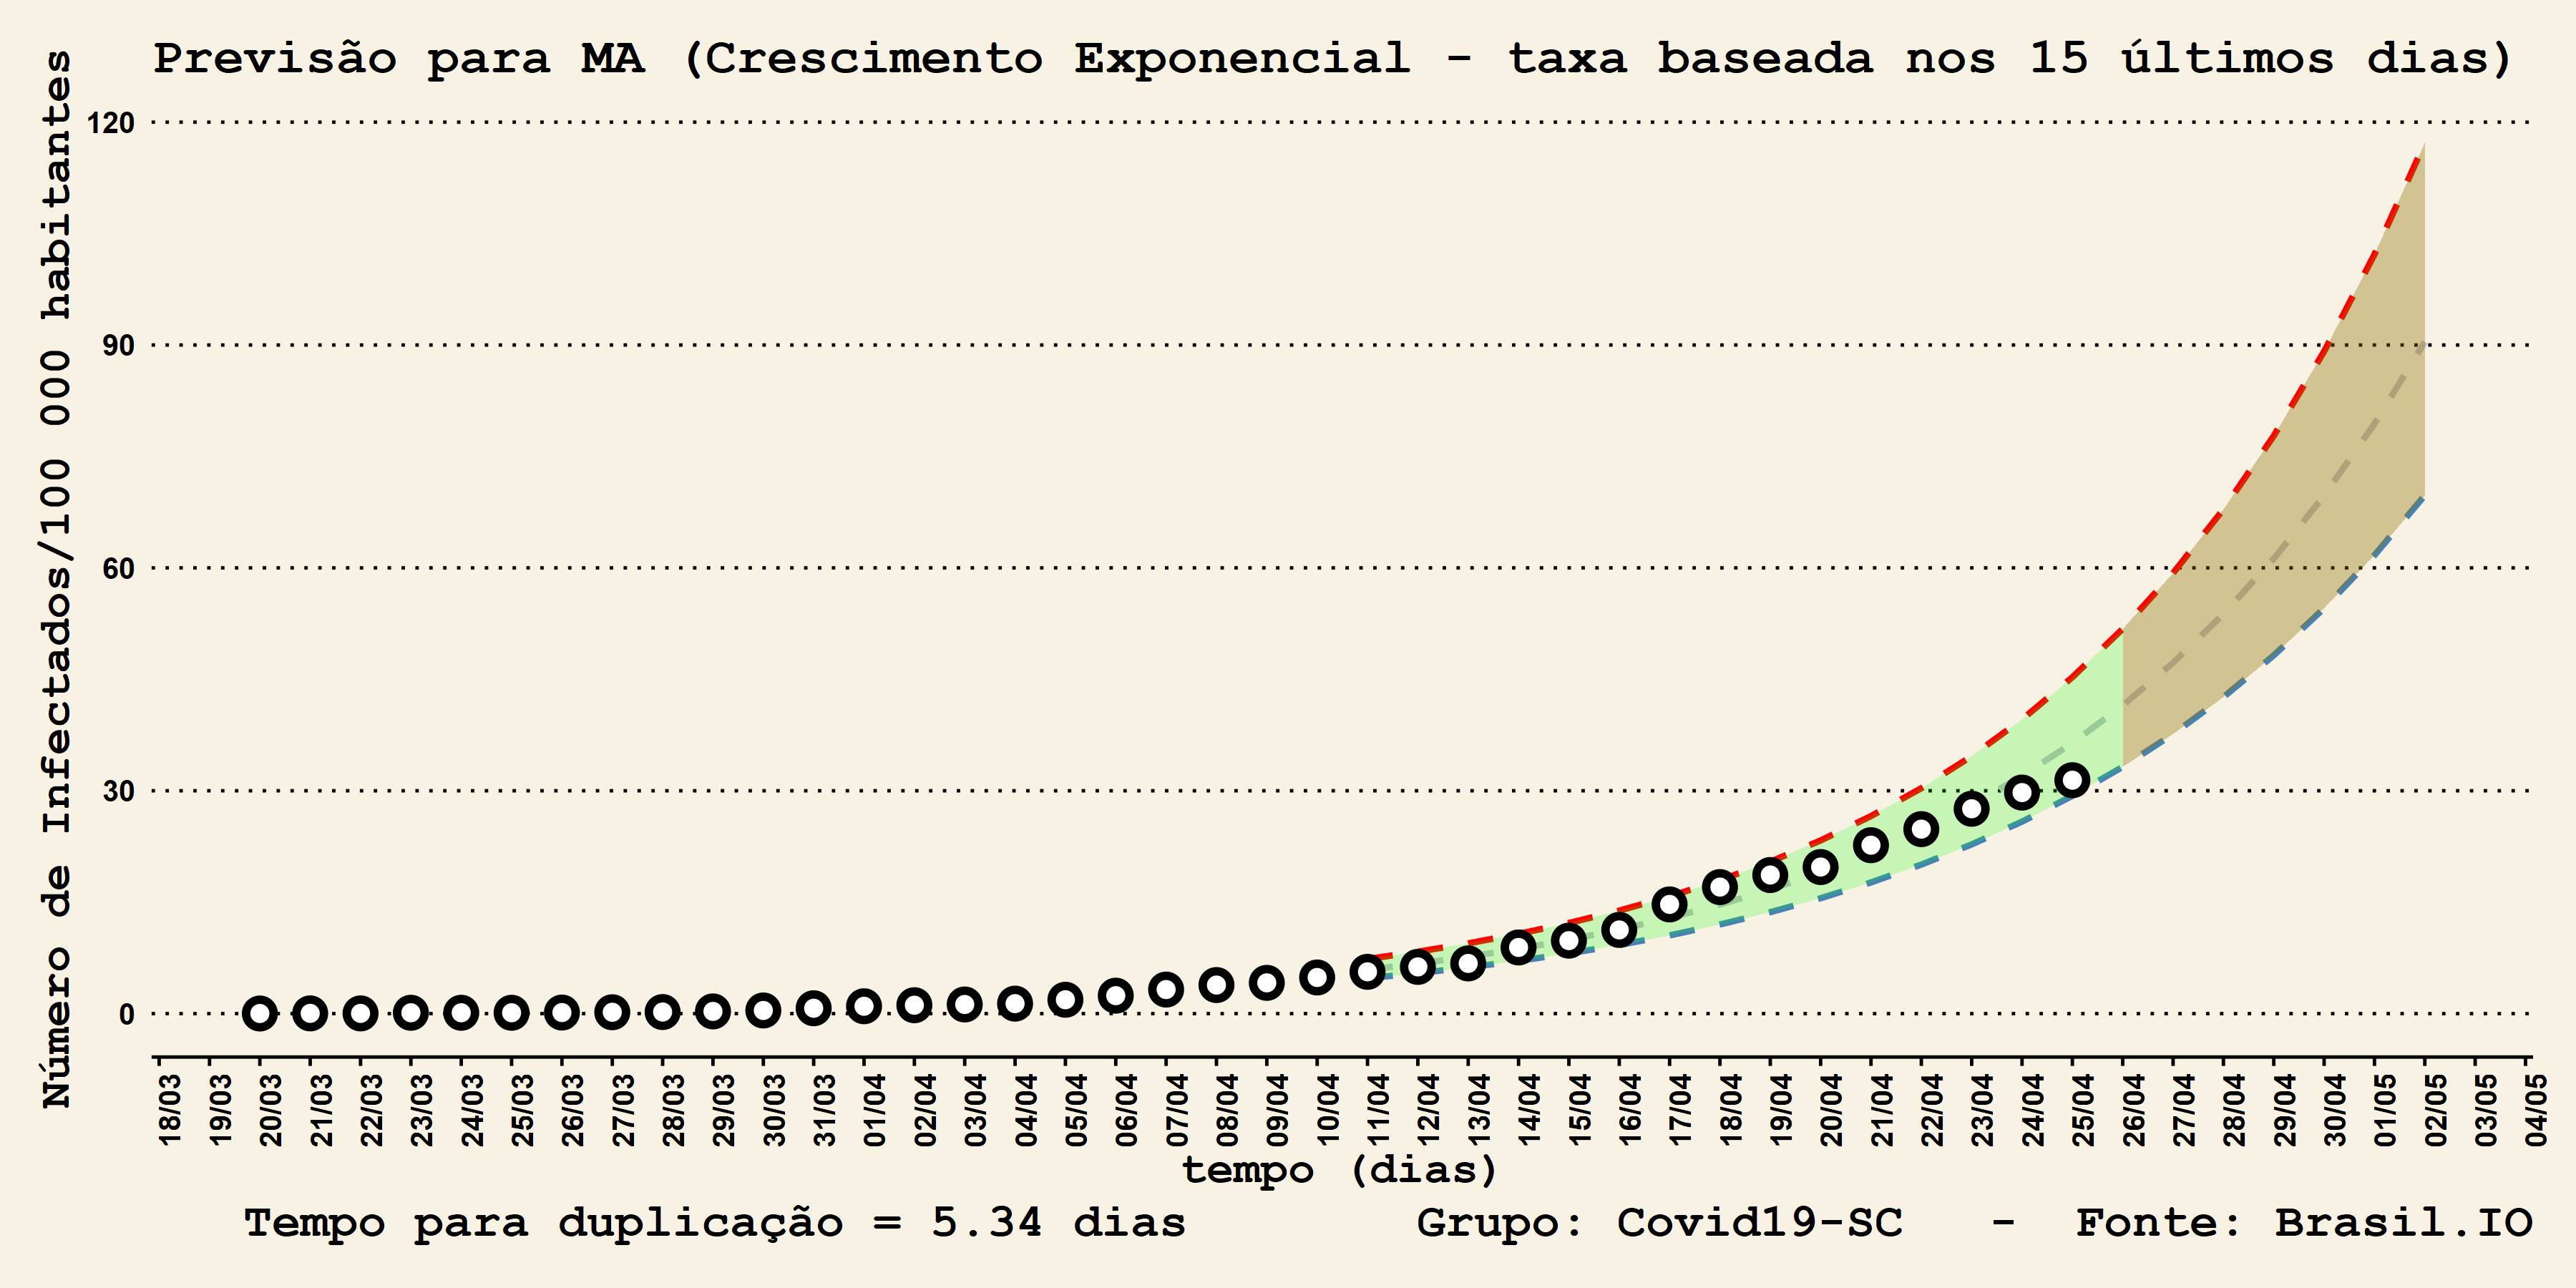 Previsão para MA (Crescimento Exponencial - taxa baseada nos 15 últimos dias)
Número de Infectados/100 000 habitantes
120
90
60
30
0
18/03 19/03 20/03 21/03 22/03 23/03 24/03 25/03 26/03 27/03 28/03 29/03 30/03 31/03 01/04 02/04 03/04 04/04 05/04 06/04 07/04 08/04 09/04 10/04 11/04 12/04 13/04 14/04 15/04 16/04 17/04 18/04 19/04 20/04 21/04 22/04 23/04 24/04 25/04 26/04 27/04 28/04 29/04 30/04 01/05 02/05 03/05 04/05
tempo (dias)
Tempo para duplicação = 5.34 dias Grupo: Covid19-SC - Fonte: Brasil.IO